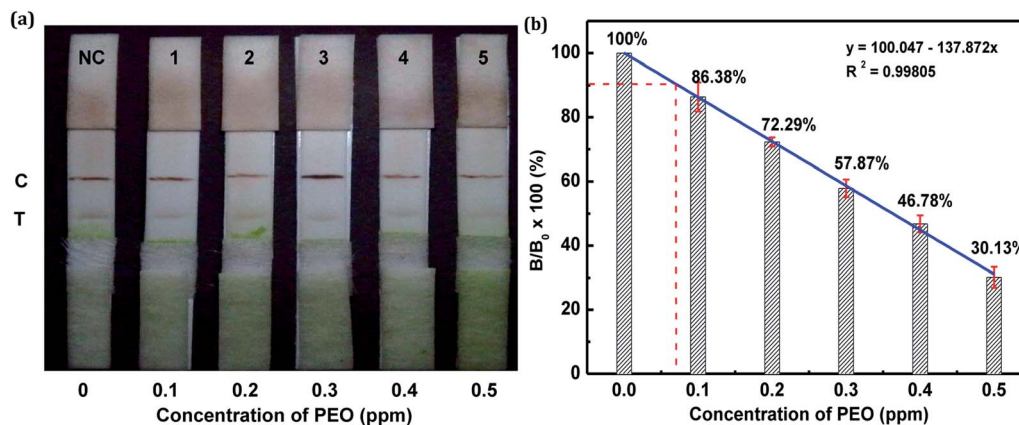 (a)
NC 1 2 3 4 5
C
T
0 0.1 0.2 0.3 0.4 0.5
Concentration of PEO (ppm)
(b)
y = 100.047 - 137.872x
R 2 = 0.99805
100%
86.38%
72.29%
57.87%
46.78%
30.13%
100
80
60
40
20
0
B/B0 x 100 (%)
0.0 0.1 0.2 0.3 0.4 0.5
Concentration of PEO (ppm)